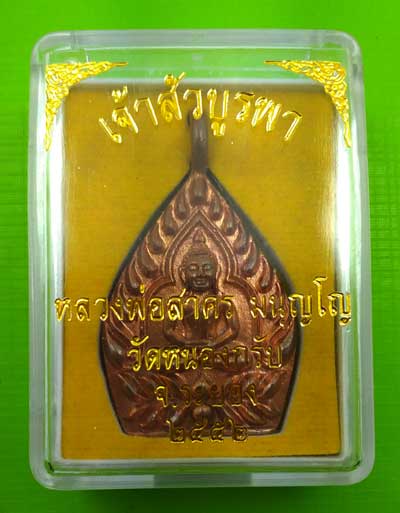 เจ้าสัวบูรพา
หลวงพ่อสาคร มนุญโญ
วัดหนองกรับ
จ.ระยอง
๒๕๕๒